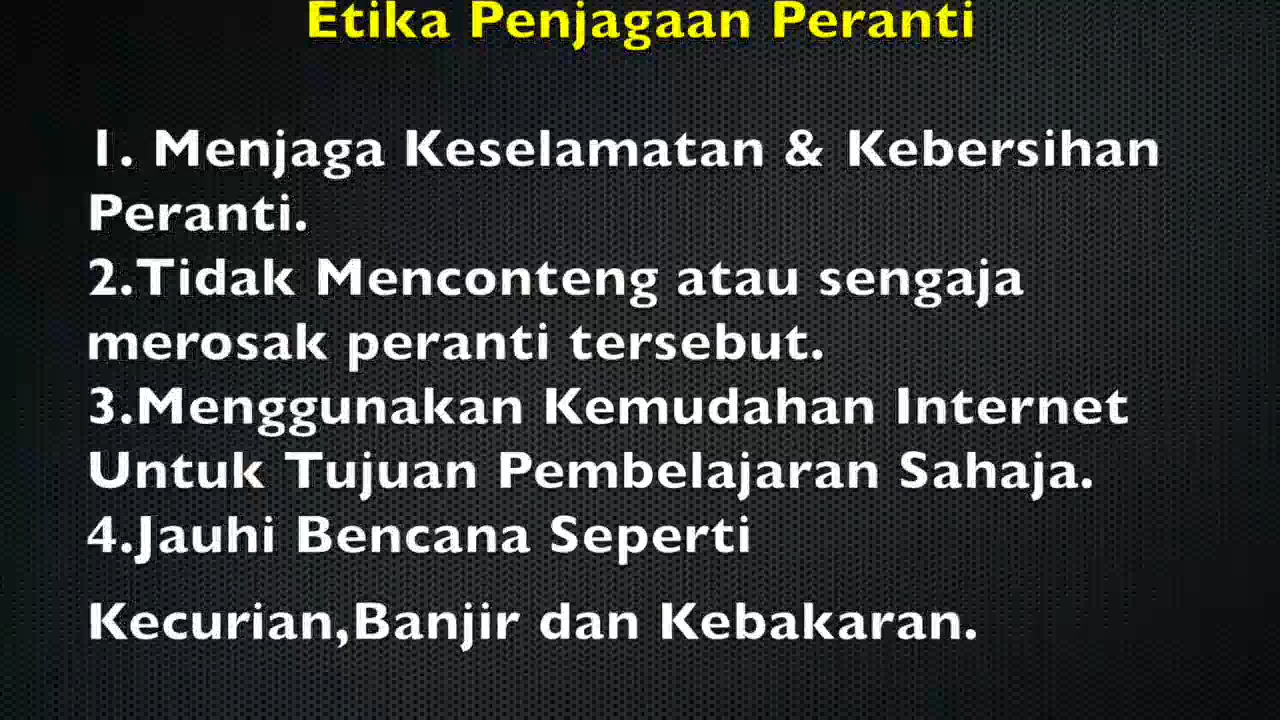 Etika Penjagaan Peranti
1. Menjaga Keselamatan & Kebersihan
Peranti.
2.Tidak Menconteng atau sengaja
merosak peranti tersebut.
3.Menggunakan Kemudahan Internet
Untuk Tujuan Pembelajaran Sahaja.
4.Jauhi Bencana Seperti
Kecurian,Banjir dan Kebakaran.